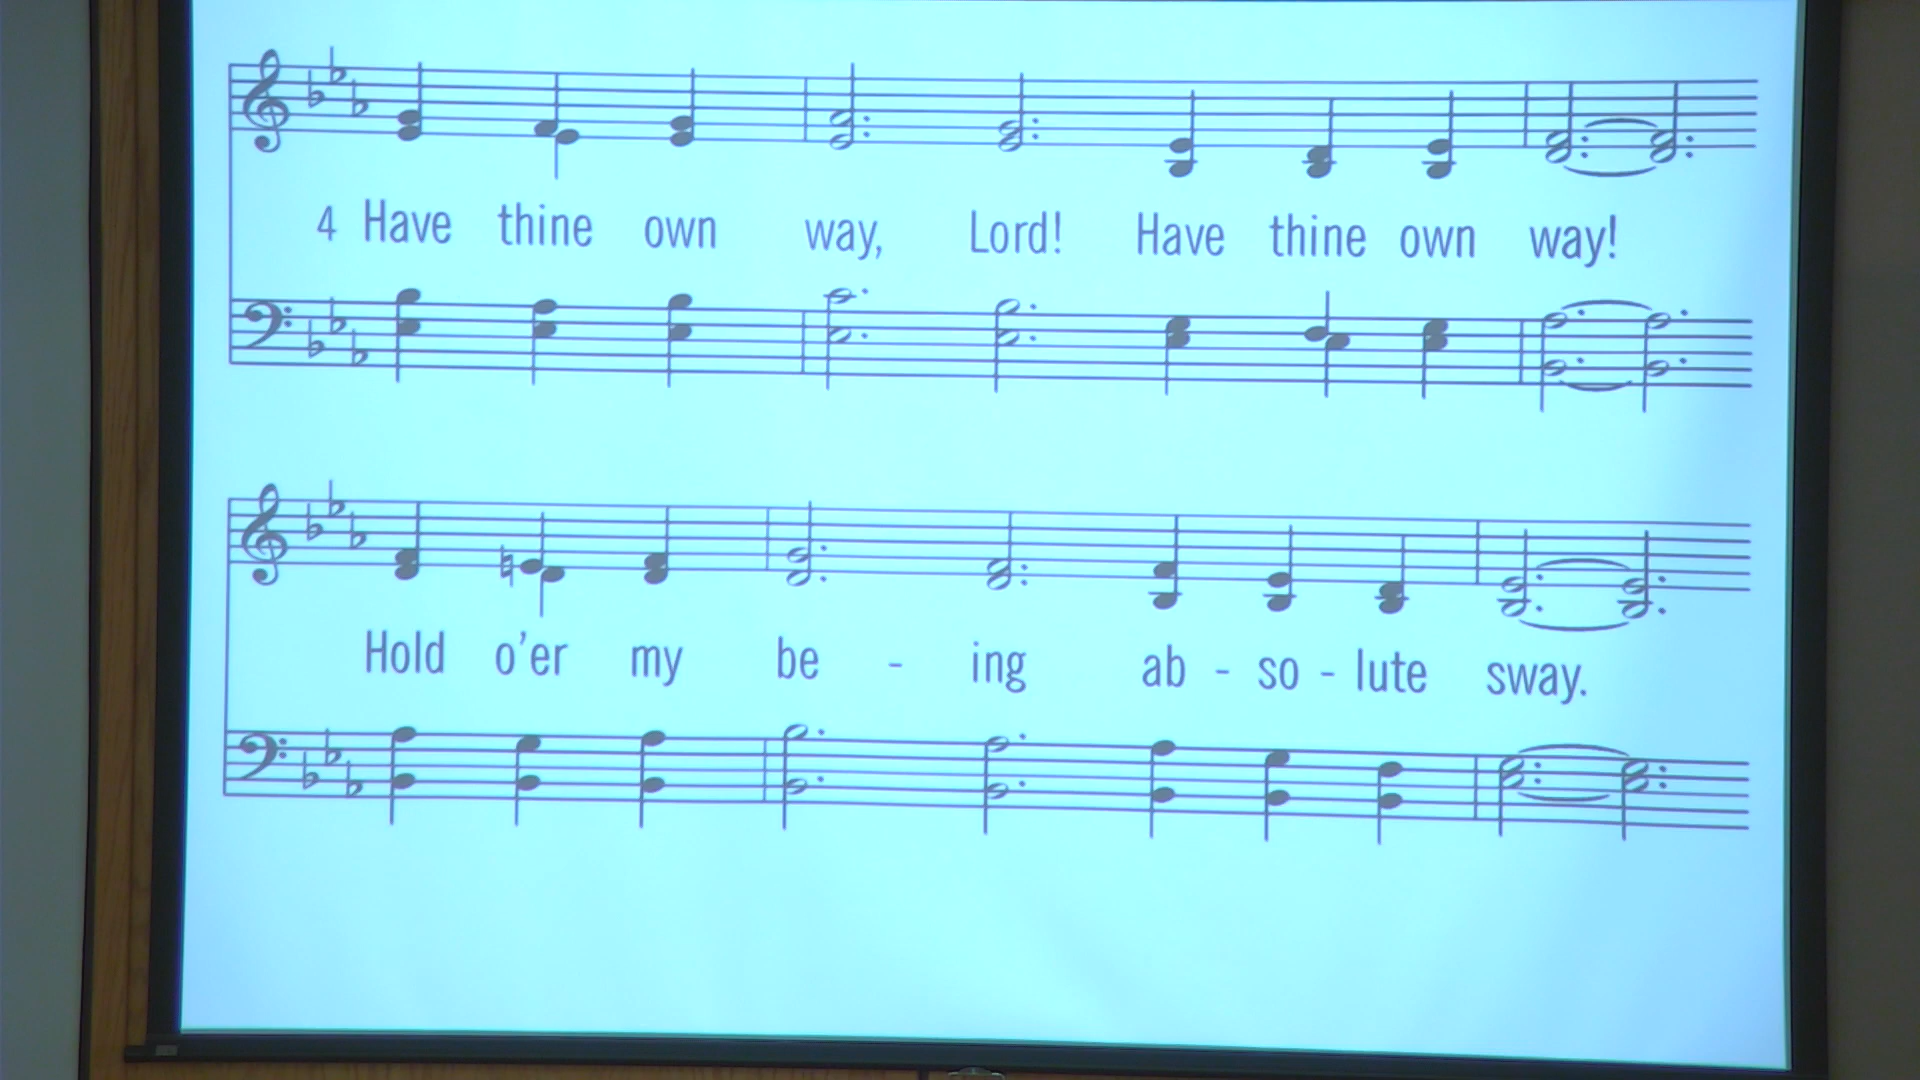 4 Have thine own way, Lord! Have thine own way!
Hold o'er my be - ing ab - so - lute sway.